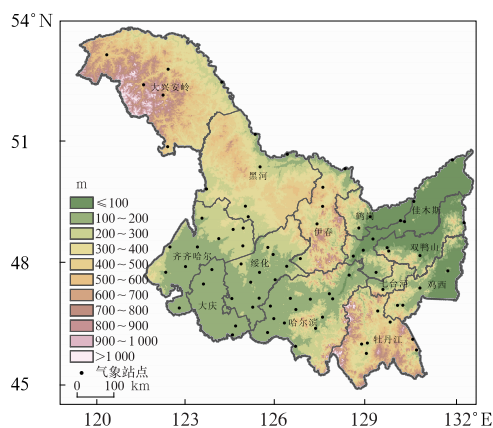 54°N
51
48
45
120
123
126
129
132°E
大兴安岭
黑河
伊春
鹤岗
佳木斯
双鸭山
齐齐哈尔
绥化
七台河
鸡西
大庆
哈尔滨
牡丹江
m
≤100
100~200
200~300
300~400
400~500
500~600
600~700
700~800
800~900
900~1 000
>1 000
气象站点
0 100 km